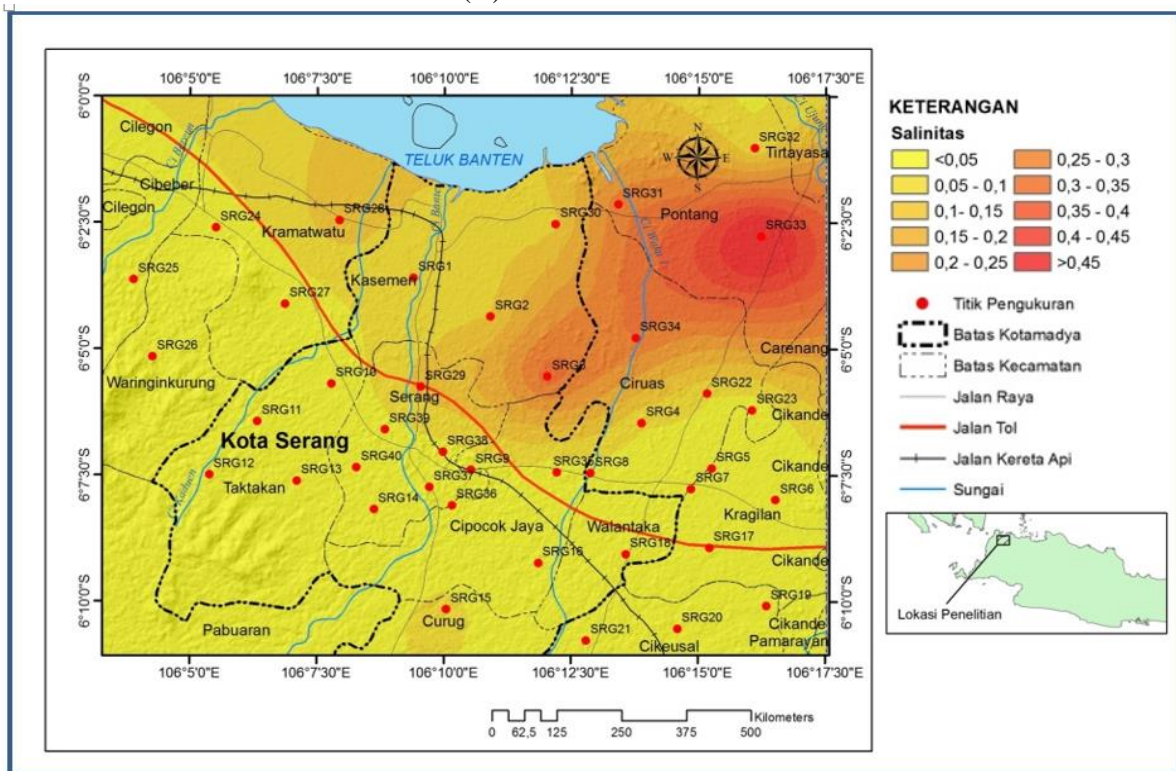 106°5'0"E 106°7'30"E 106°10'0"E 106°12'30"E 106°15'0"E 106°17'30"E
6°0'0"S 6°0'0"S
Cilegon
SRG32
Tirtayasa
Ci Ujung
N
W E
S
TELUK BANTEN
Cibeber
Cilegon
SRG31
Pontang
SRG24
SRG28
Kramatwatu
SRG30
SRG33
6°2'30"S 6°2'30"S
SRG25
Kasemen
SRG1
SRG27
SRG2
SRG34
6°5'0"S 6°5'0"S
SRG26
Carenang
Waringinkurung
SRG10
SRG29
Serang
SRG3
Ciruas
SRG22
SRG23
Cikande
SRG11
SRG39
SRG4
Kota Serang
SRG38
SRG12
SRG13
SRG40
SRG9
SRG35
SRG8
SRG5
Cikande
6°7'30"S 6°7'30"S
Taktakan
SRG37
SRG7
SRG14
SRG36
SRG6
Cipocok Jaya
Walantaka
Kragilan
SRG16
SRG18
SRG17
Cikande
6°10'0"S 6°10'0"S
SRG15
Curug
SRG19
Pabuaran
SRG21
SRG20
Cikande
Cikeusal
Pamarayan
106°5'0"E 106°7'30"E 106°10'0"E 106°12'30"E 106°15'0"E 106°17'30"E
Kilometers
0 62,5 125 250 375 500
KETERANGAN
Salinitas
<0,05 0,25 - 0,3
0,05 - 0,1 0,3 - 0,35
0,1- 0,15 0,35 - 0,4
0,15 - 0,2 0,4 - 0,45
0,2 - 0,25 >0,45
Titik Pengukuran
Batas Kotamadya
Batas Kecamatan
Jalan Raya
Jalan Tol
Jalan Kereta Api
Sungai
Lokasi Penelitian